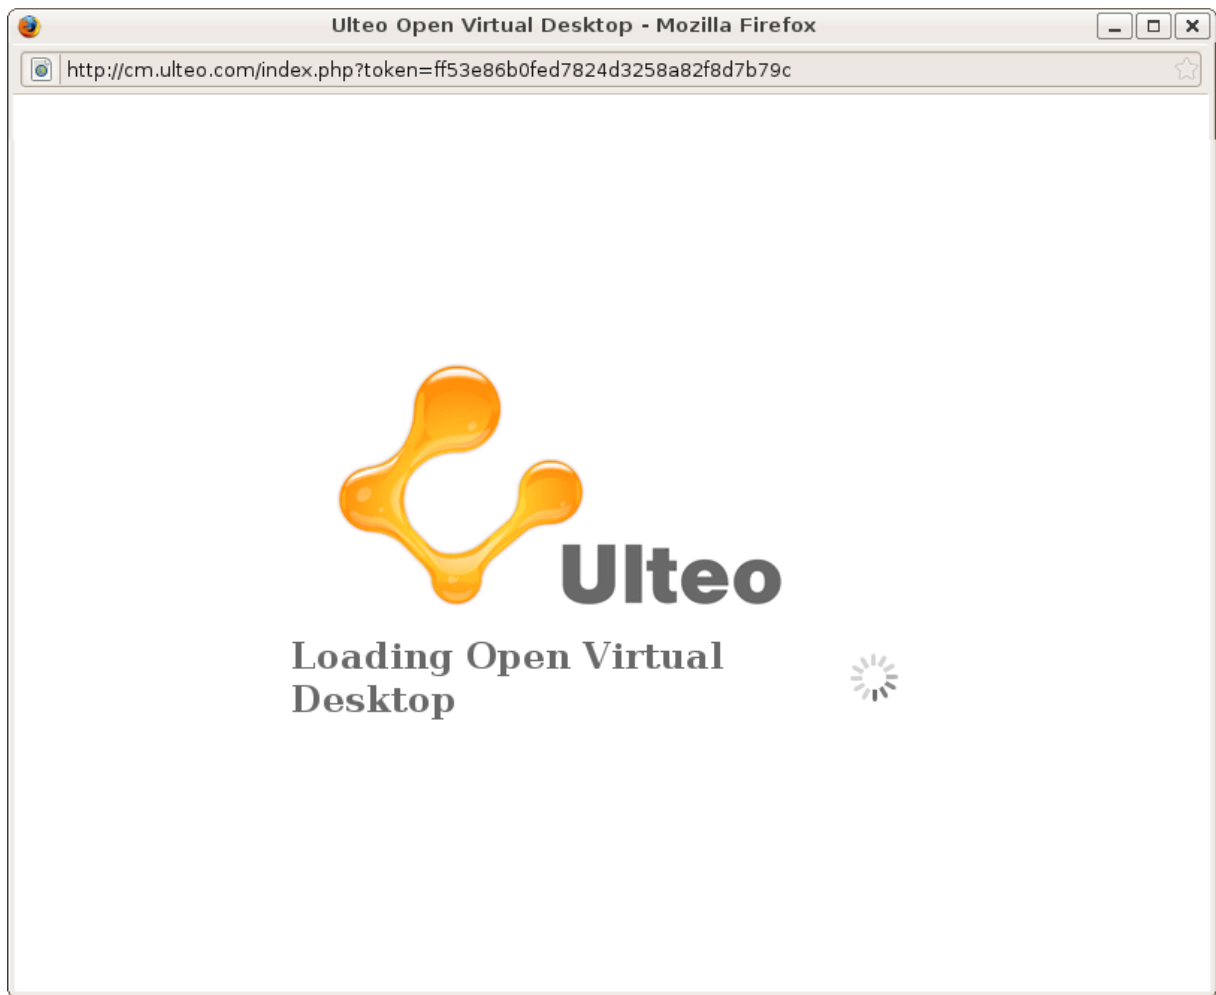 Ulteo Open Virtual Desktop - Mozilla Firefox
http://cm.ulteo.com/index.php?token=ff53e86b0fed7824d3258a82f8d7b79c
Ulteo
Loading Open Virtual
Desktop